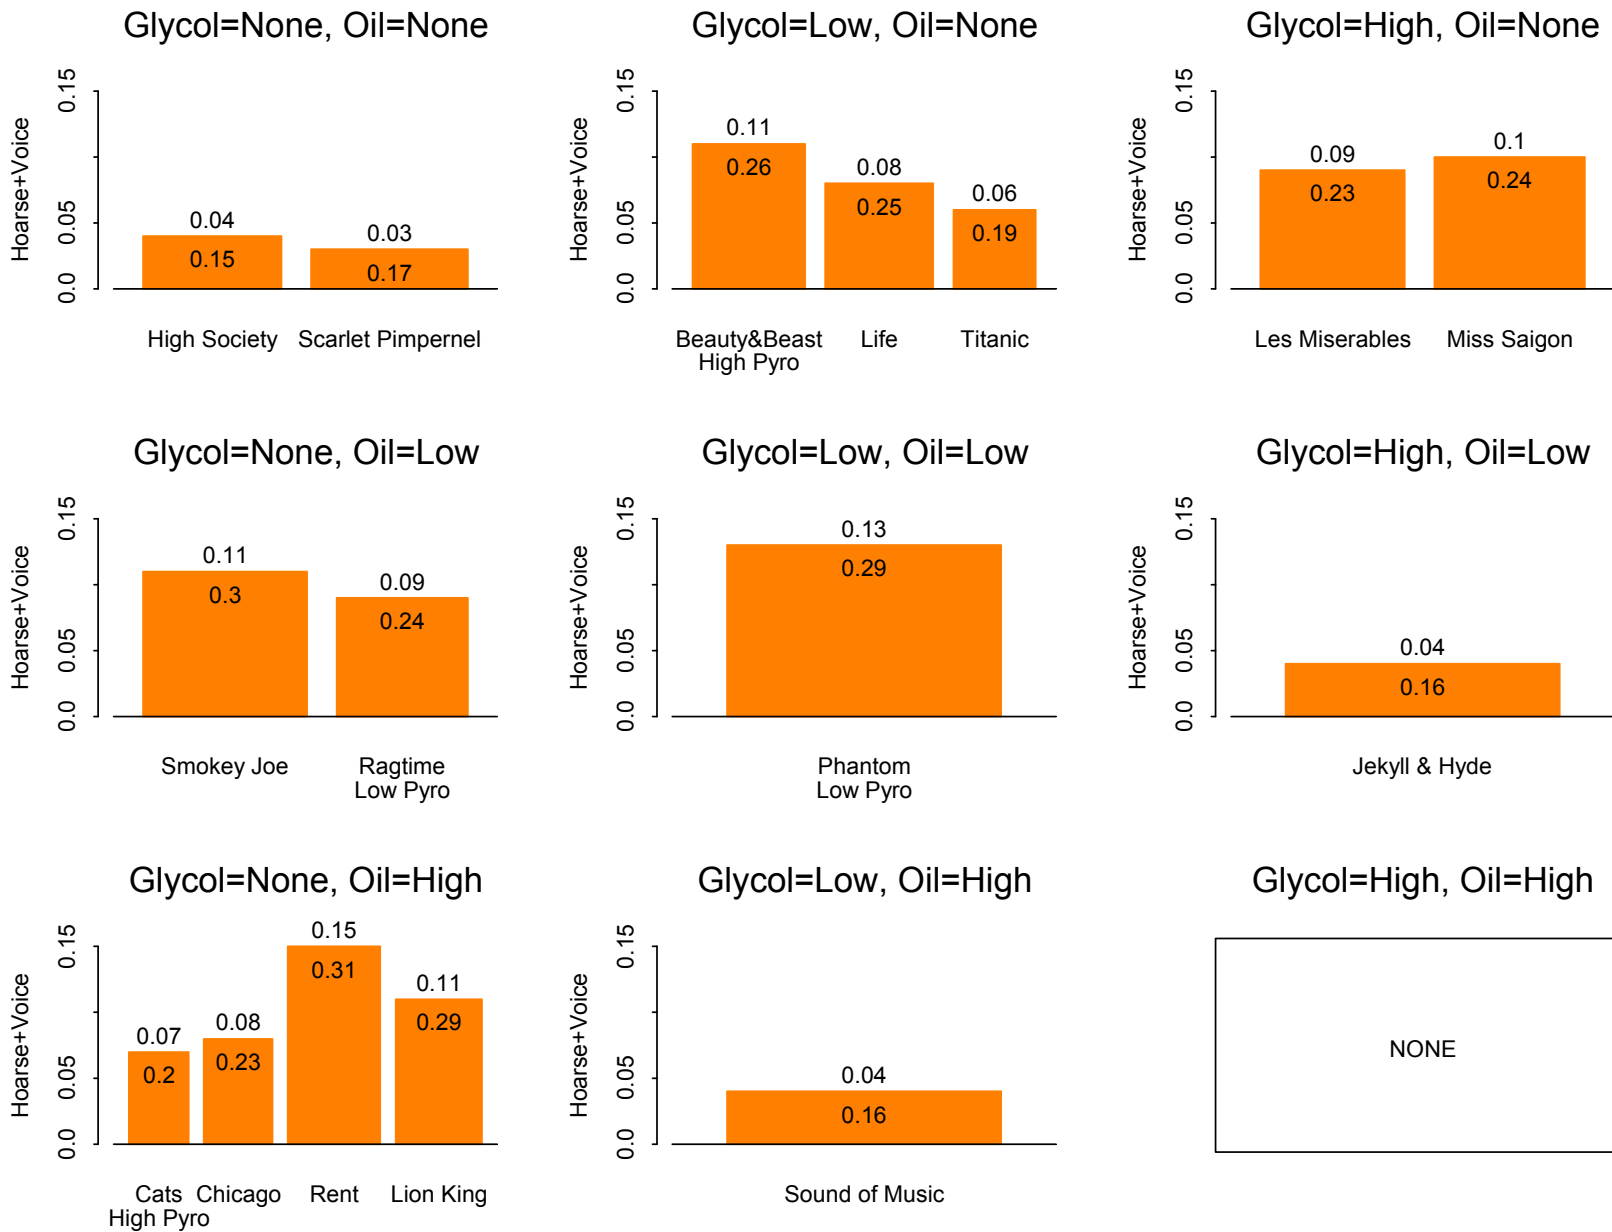 Glycol=None, Oil=None
Hoarse+Voice
0.15
0.05
0.0
0.04
0.15
0.03
0.17
High Society
Scarlet Pimpernel
Glycol=Low, Oil=None
Hoarse+Voice
0.15
0.05
0.0
0.11
0.26
0.08
0.25
0.06
0.19
Beauty&Beast
High Pyro
Life
Titanic
Glycol=High, Oil=None
Hoarse+Voice
0.15
0.05
0.0
0.09
0.23
0.1
0.24
Les Miserables
Miss Saigon
Glycol=None, Oil=Low
Hoarse+Voice
0.15
0.05
0.0
0.11
0.3
0.09
0.24
Smokey Joe
Ragtime
Low Pyro
Glycol=Low, Oil=Low
Hoarse+Voice
0.15
0.05
0.0
0.13
0.29
Phantom
Low Pyro
Glycol=High, Oil=Low
Hoarse+Voice
0.15
0.05
0.0
0.04
0.16
Jekyll & Hyde
Glycol=None, Oil=High
Hoarse+Voice
0.15
0.05
0.0
0.07
0.2
0.08
0.23
0.15
0.31
0.11
0.29
Cats
High Pyro
Chicago
Rent
Lion King
Glycol=Low, Oil=High
Hoarse+Voice
0.15
0.05
0.0
0.04
0.16
Sound of Music
Glycol=High, Oil=High
NONE